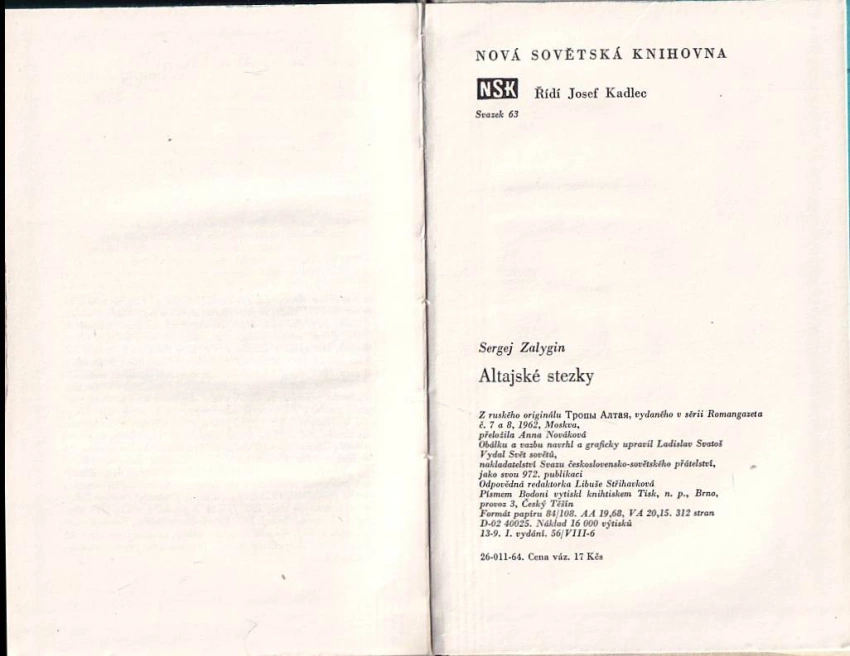 NOVÁ SOVĚTSKÁ KNIHOVNA
NSK Řídí Josef Kadlec
Svazek 63
Sergej Zalygin
Altajské stezky
Z ruského originálu Тропы Алтая, vydaného v sérii Romangazeta
č. 7 a 8, 1962, Moskva,
přeložila Anna Nováková
Obálku a vazbu navrhl a graficky upravil Ladislav Svatoš
Vydal Svět sovětů,
nakladatelství Svazu československo-sovětského přátelství,
jako svou 972. publikaci
Odpovědná redaktorka Libuše Stříhavková
Písmem Bodoni vytiskl knihtiskem Tisk, n. p., Brno,
provoz 3, Český Těšín
Formát papíru 84/108. AA 19,68, VA 20,15. 312 stran
D-02 40025. Náklad 16 000 výtisků
13-9. I. vydání. 56/VIII-6
26-011-64. Cena váz. 17 Kčs